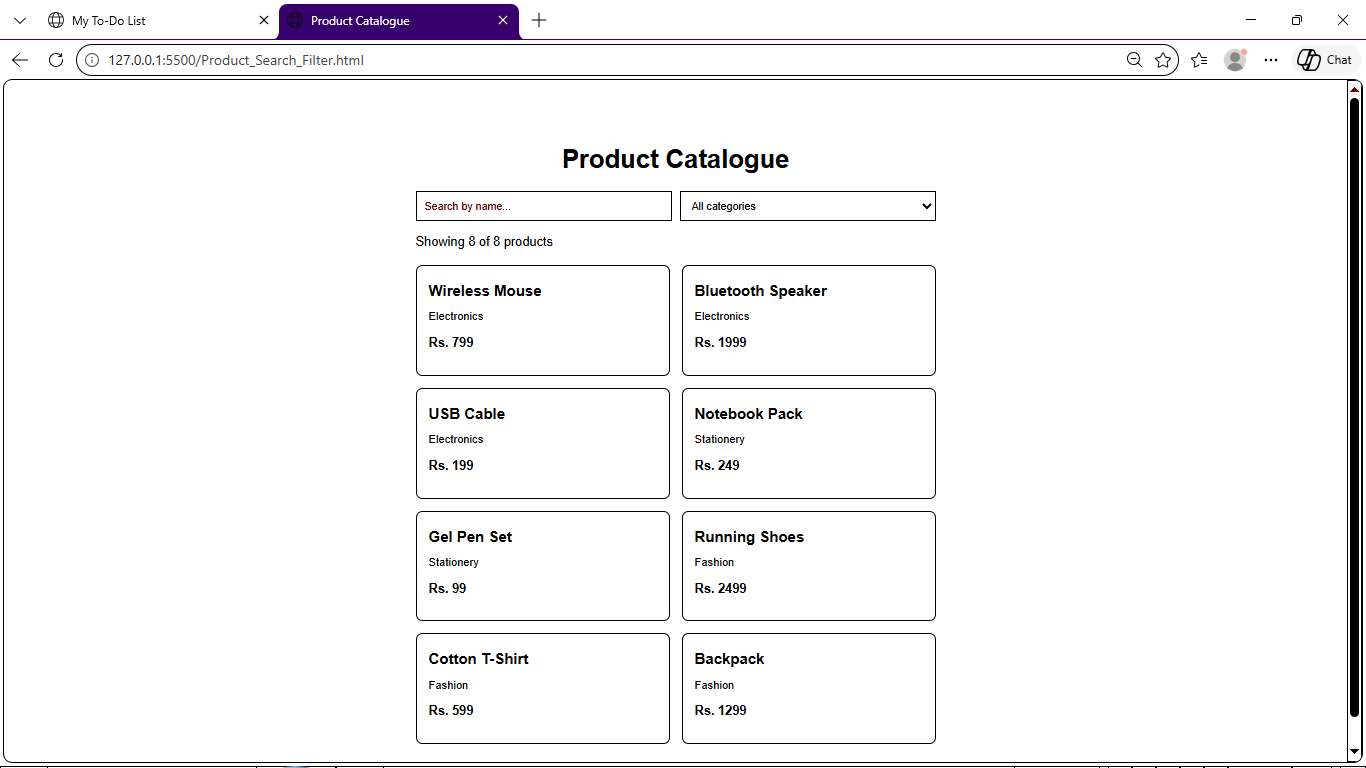 My To-Do List
Product Catalogue
127.0.0.1:5500/Product_Search_Filter.html
Chat
Product Catalogue
Search by name...
All categories
Showing 8 of 8 products
Wireless Mouse
Electronics
Rs. 799
Bluetooth Speaker
Electronics
Rs. 1999
USB Cable
Electronics
Rs. 199
Notebook Pack
Stationery
Rs. 249
Gel Pen Set
Stationery
Rs. 99
Running Shoes
Fashion
Rs. 2499
Cotton T-Shirt
Fashion
Rs. 599
Backpack
Fashion
Rs. 1299